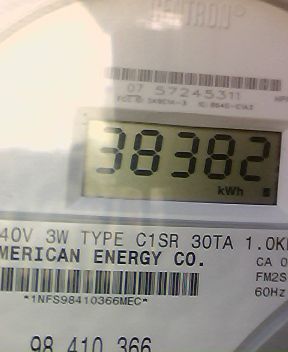 CENTRON®
07 57245311
38382
kWh
40V 3W TYPE C1SR 30TA 1.0K
MERICAN ENERGY CO.
CA 0
FM2S
60Hz
*1NFS98410366MEC*
98 410 366